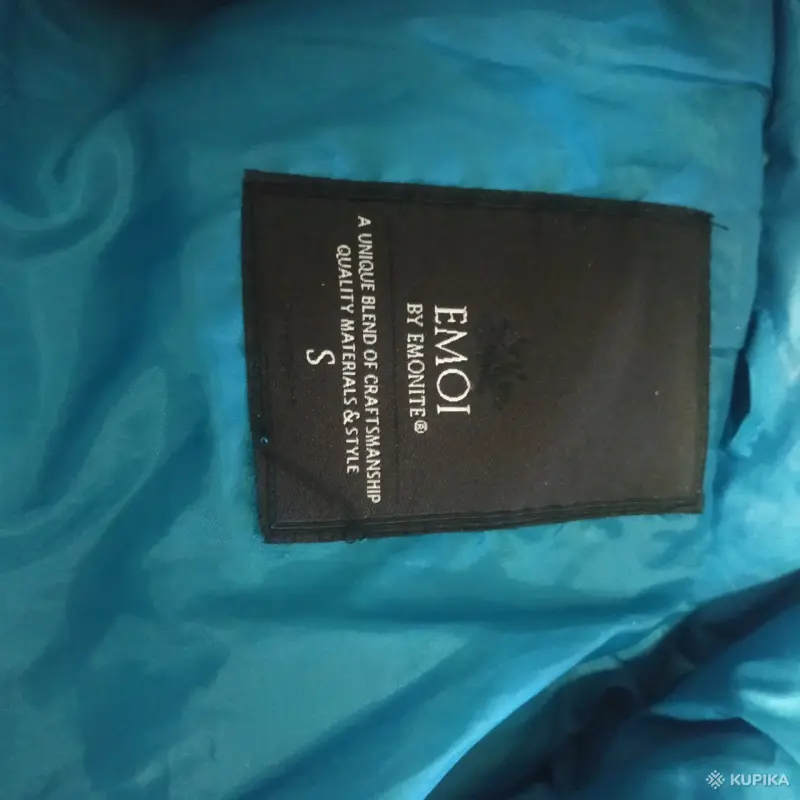 EMOI
BY EMONITE®
A UNIQUE BLEND OF CRAFTSMANSHIP
QUALITY MATERIALS & STYLE
S
KUPIKA